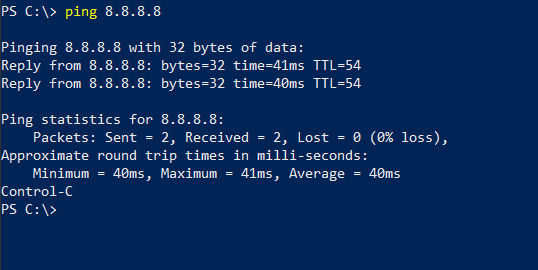 PS C:\> ping 8.8.8.8
Pinging 8.8.8.8 with 32 bytes of data:
Reply from 8.8.8.8: bytes=32 time=41ms TTL=54
Reply from 8.8.8.8: bytes=32 time=40ms TTL=54
Ping statistics for 8.8.8.8:
    Packets: Sent = 2, Received = 2, Lost = 0 (0% loss),
Approximate round trip times in milli-seconds:
    Minimum = 40ms, Maximum = 41ms, Average = 40ms
Control-C
PS C:\>